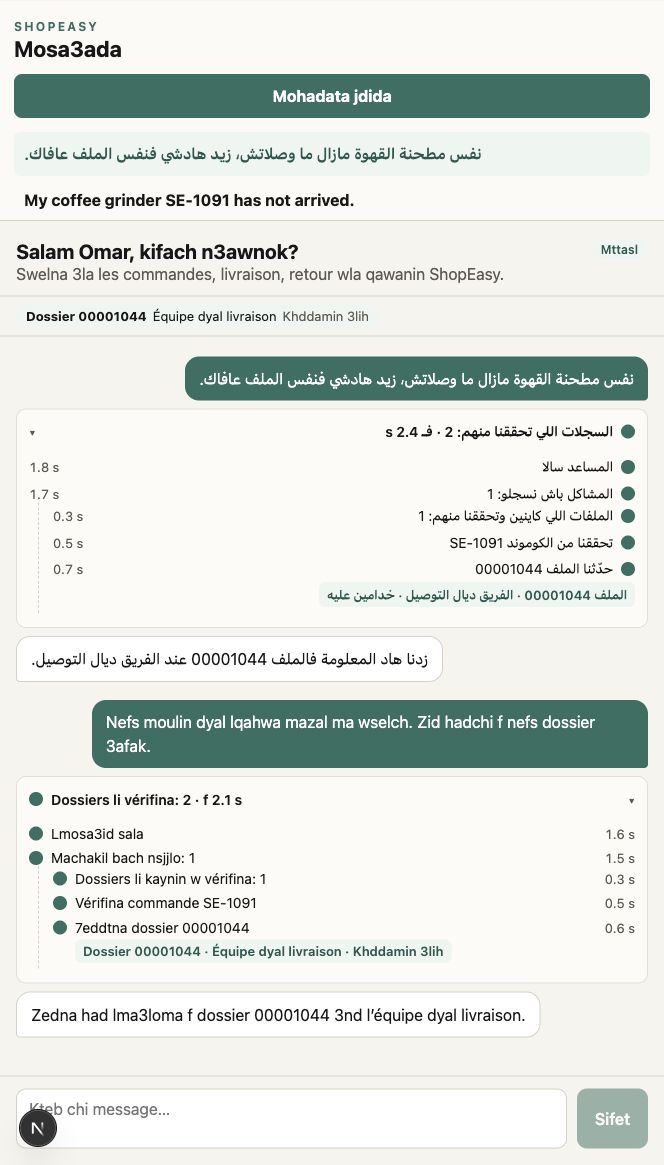 SHOPEASY
Mosa3ada
Mohadata jdida
نفس مطحنة القهوة مازال ما وصلاتش، زيد هادشي فنفس الملف عافاك.
My coffee grinder SE-1091 has not arrived.
Salam Omar, kifach n3awnok?
Mttasl
Swelna 3la les commandes, livraison, retour wla qawanin ShopEasy.
Dossier 00001044 Équipe dyal livraison Khddamin 3lih
نفس مطحنة القهوة مازال ما وصلاتش، زيد هادشي فنفس الملف عافاك.
السجلات اللي تحققنا منهم: 2 · فـ 2.4 s
المساعد سالا 1.8 s
المشاكل باش نسجلو: 1 1.7 s
الملفات اللي كاينين وتحققنا منهم: 1 0.3 s
تحققنا من الكوموند SE-1091 0.5 s
حدّثنا الملف 00001044 0.7 s
الملف 00001044 · الفريق ديال التوصيل · خدامين عليه
زدنا هاد المعلومة فالملف 00001044 عند الفريق ديال التوصيل.
Nefs moulin dyal lqahwa mazal ma wselch. Zid hadchi f nefs dossier
3afak.
Dossiers li vérifina: 2 · f 2.1 s
Lmosa3id sala 1.6 s
Machakil bach nsjjlo: 1 1.5 s
Dossiers li kaynin w vérifina: 1 0.3 s
Vérifina commande SE-1091 0.5 s
7eddtna dossier 00001044 0.6 s
Dossier 00001044 · Équipe dyal livraison · Khddamin 3lih
Zedna had lma3loma f dossier 00001044 3nd l'équipe dyal livraison.
Kteb chi message...
N
Sifet